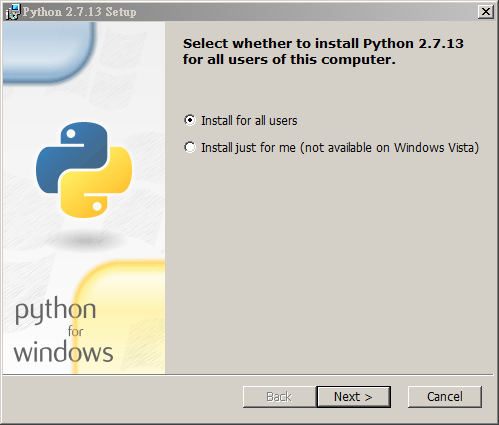 Python 2.7.13 Setup
Select whether to install Python 2.7.13
for all users of this computer.
Install for all users
Install just for me (not available on Windows Vista)
python
for
windows
Back
Next >
Cancel